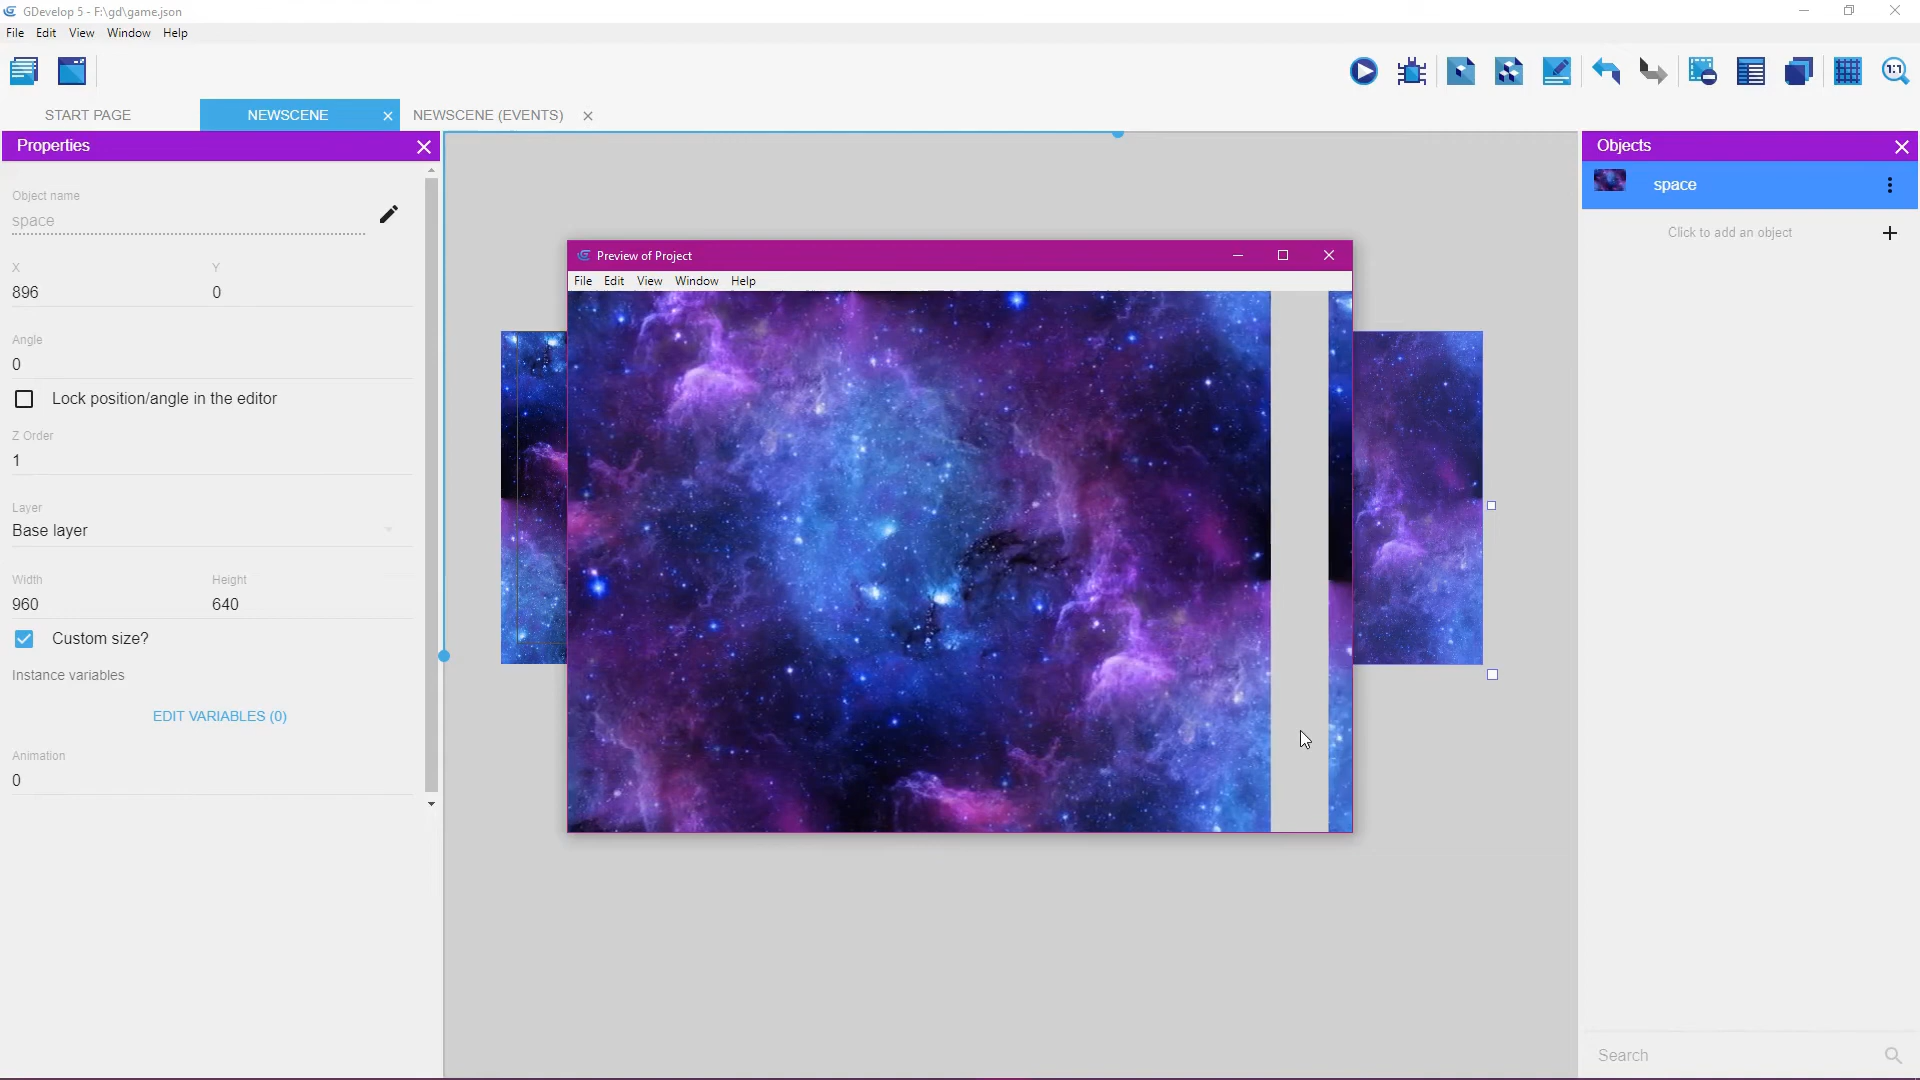 GDevelop 5 - F:\gd\game.json
File Edit View Window Help
1:1
START PAGE
NEWSCENE
NEWSCENE (EVENTS)
Properties
Object name
space
X Y
896 0
Angle
0
Lock position/angle in the editor
Z Order
1
Layer
Base layer
Width Height
960 640
Custom size?
Instance variables
EDIT VARIABLES (0)
Animation
0
Preview of Project
File Edit View Window Help
Objects
space
Click to add an object
Search